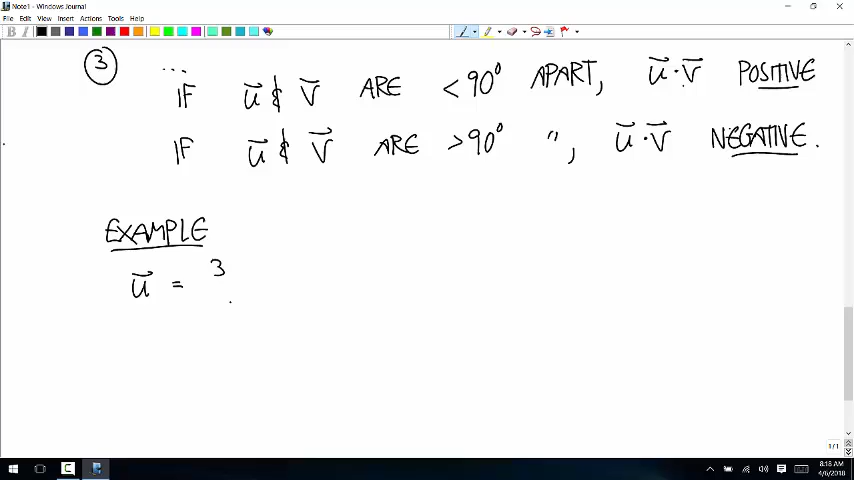 Note1 - Windows Journal
File Edit View Insert Actions Tools Help
B I
③ ...
IF u⃗ & v⃗ ARE < 90° APART, u⃗ · v⃗ POSITIVE
IF u⃗ & v⃗ ARE > 90° ", u⃗ · v⃗ NEGATIVE.
EXAMPLE
u⃗ = 3
1/1
8:18 AM
4/6/2018